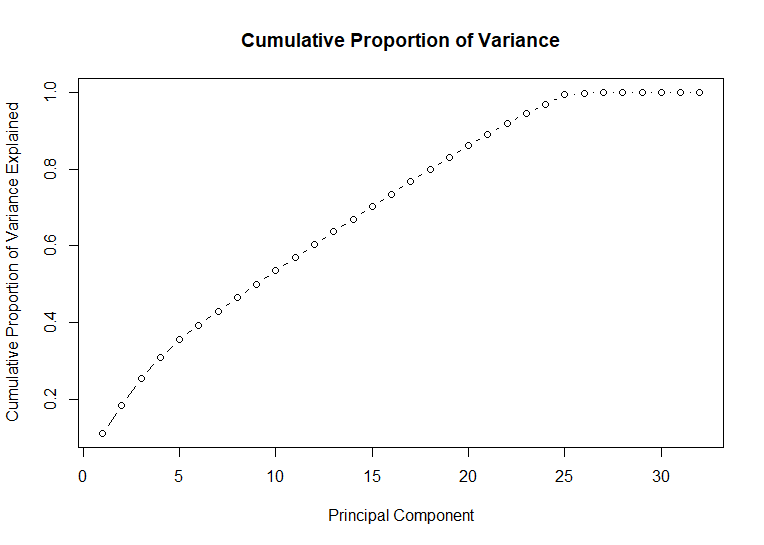 Cumulative Proportion of Variance
Cumulative Proportion of Variance Explained
1.0
0.8
0.6
0.4
0.2
0 5 10 15 20 25 30
Principal Component